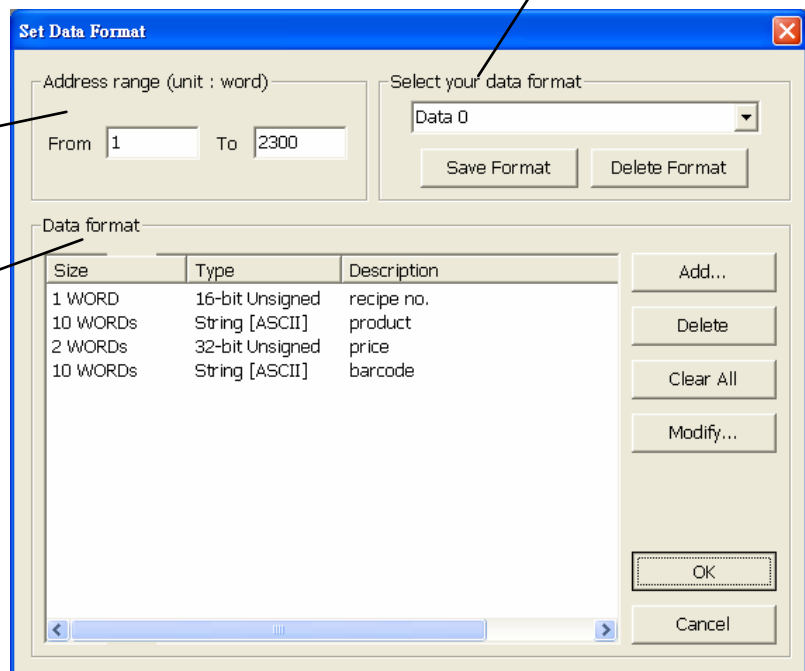 Set Data Format
Address range (unit : word)
From 1 To 2300
Select your data format
Data 0
Save Format Delete Format
Data format
Size Type Description
1 WORD 16-bit Unsigned recipe no.
10 WORDs String [ASCII] product
2 WORDs 32-bit Unsigned price
10 WORDs String [ASCII] barcode
Add...
Delete
Clear All
Modify...
OK
Cancel